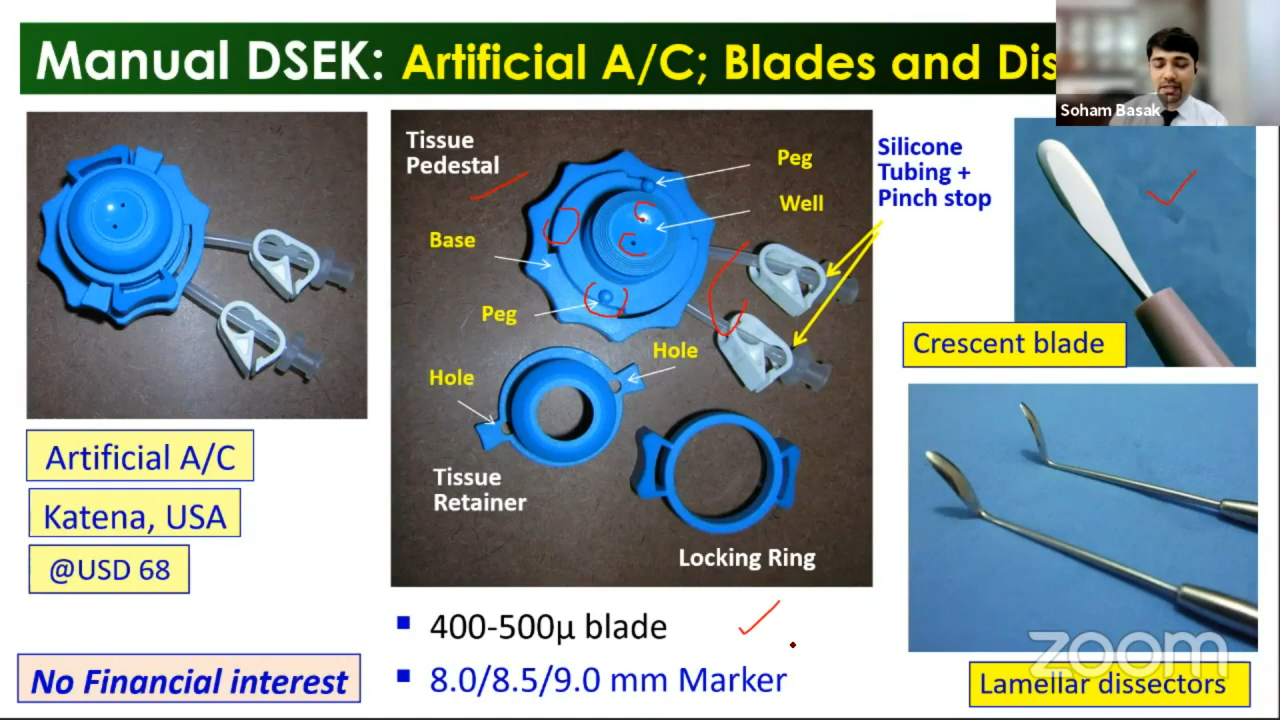 Manual DSEK: Artificial A/C; Blades and Dis
Soham Basak
Tissue
Pedestal
Peg
Well
Base
Peg
Hole
Hole
Tissue
Retainer
Locking Ring
Silicone
Tubing +
Pinch stop
Crescent blade
Artificial A/C
Katena, USA
@USD 68
400-500µ blade
8.0/8.5/9.0 mm Marker
No Financial interest
Lamellar dissectors
zoom